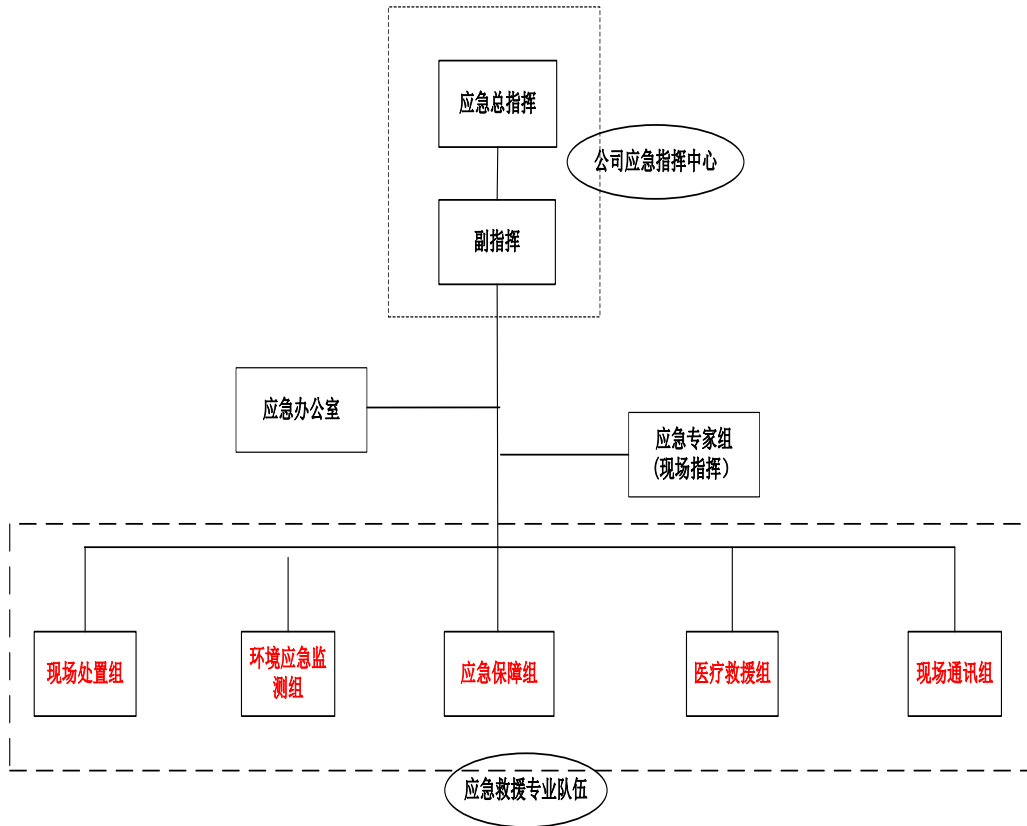 应急总指挥
公司应急指挥中心
副指挥
应急办公室
应急专家组
(现场指挥）
现场处置组
环境应急监
测组
应急保障组
医疗救援组
现场通讯组
应急救援专业队伍